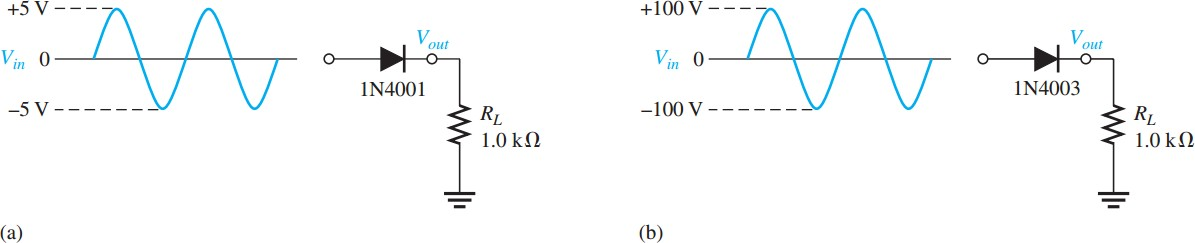 +5 V
V_in 0
–5 V
V_out
1N4001
R_L
1.0 kΩ
(a)
+100 V
V_in 0
–100 V
V_out
1N4003
R_L
1.0 kΩ
(b)